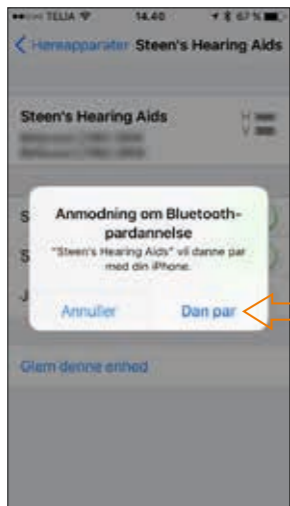 TELIA 14.40 67 %
Høreapparater Steen's Hearing Aids
Steen's Hearing Aids
H
V
S
S
J
Anmodning om Bluetooth-
pardannelse
"Steen's Hearing Aids" vil danne par
med din iPhone.
Annuller Dan par
Glem denne enhed